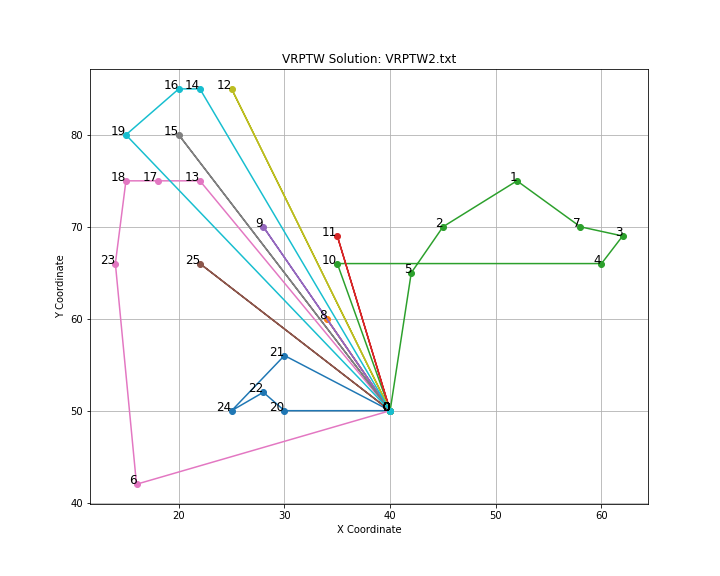 VRPTW Solution: VRPTW2.txt
16 14 12
80 19 15
18 17 13 1
70 9 11 2 7 3
23 25 10 5 4
60 8
21
22
50 24 20 0
6
40
20 30 40 50 60
X Coordinate
Y Coordinate